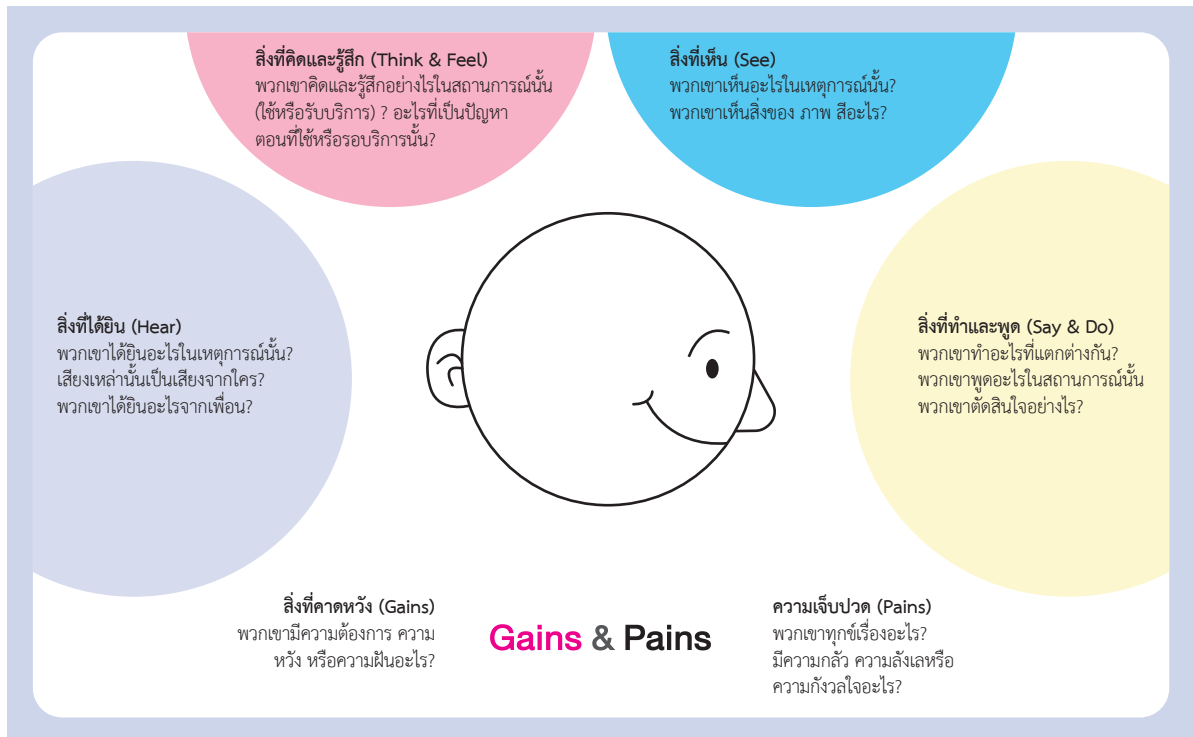 สิ่งที่คิดและรู้สึก (Think & Feel)
พวกเขาคิดและรู้สึกอย่างไรในสถานการณ์นั้น
(ใช้หรือรับบริการ) ? อะไรที่เป็นปัญหา
ตอนที่ใช้หรือรอบริการนั้น?
สิ่งที่เห็น (See)
พวกเขาเห็นอะไรในเหตุการณ์นั้น?
พวกเขาเห็นสิ่งของ ภาพ สีอะไร?
สิ่งที่ได้ยิน (Hear)
พวกเขาได้ยินอะไรในเหตุการณ์นั้น?
เสียงเหล่านั้นเป็นเสียงจากใคร?
พวกเขาได้ยินอะไรจากเพื่อน?
สิ่งที่ทำและพูด (Say & Do)
พวกเขาทำอะไรที่แตกต่างกัน?
พวกเขาพูดอะไรในสถานการณ์นั้น
พวกเขาตัดสินใจอย่างไร?
สิ่งที่คาดหวัง (Gains)
พวกเขามีความต้องการ ความ
หวัง หรือความฝันอะไร?
Gains & Pains
ความเจ็บปวด (Pains)
พวกเขาทุกข์เรื่องอะไร?
มีความกลัว ความลังเลหรือ
ความกังวลใจอะไร?